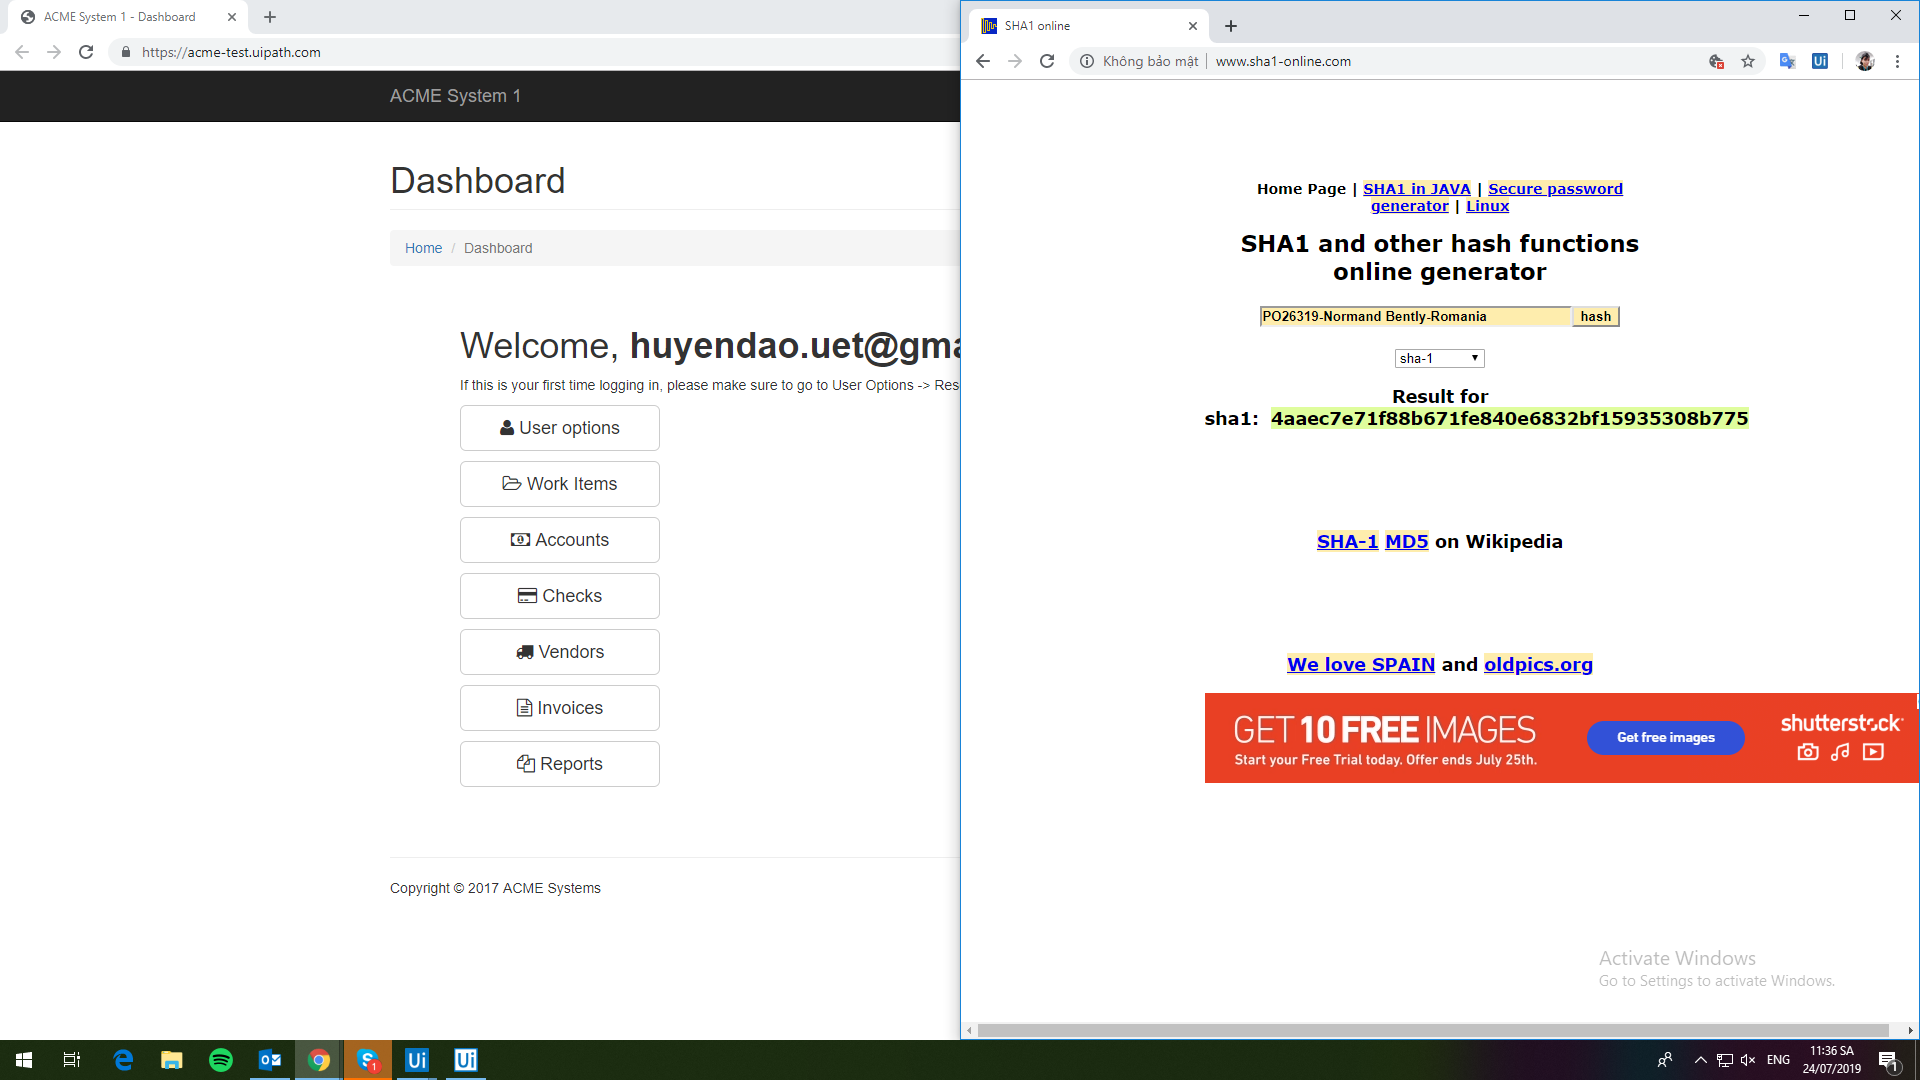 ACME System 1 - Dashboard
https://acme-test.uipath.com
ACME System 1
Dashboard
Home / Dashboard
Welcome, huyendao.uet@gma
If this is your first time logging in, please make sure to go to User Options -> Res
User options
Work Items
Accounts
Checks
Vendors
Invoices
Reports
Copyright © 2017 ACME Systems
SHA1 online
Không bảo mật | www.sha1-online.com
Ui
Home Page | SHA1 in JAVA | Secure password
generator | Linux
SHA1 and other hash functions
online generator
PO26319-Normand Bently-Romania hash
sha-1
Result for
sha1: 4aaec7e71f88b671fe840e6832bf15935308b775
SHA-1 MD5 on Wikipedia
We love SPAIN and oldpics.org
GET 10 FREE IMAGES
Start your Free Trial today. Offer ends July 25th.
Get free images
shutterstock
Activate Windows
Go to Settings to activate Windows.
1
Ui
Ui
ENG
11:36 SA
24/07/2019
1